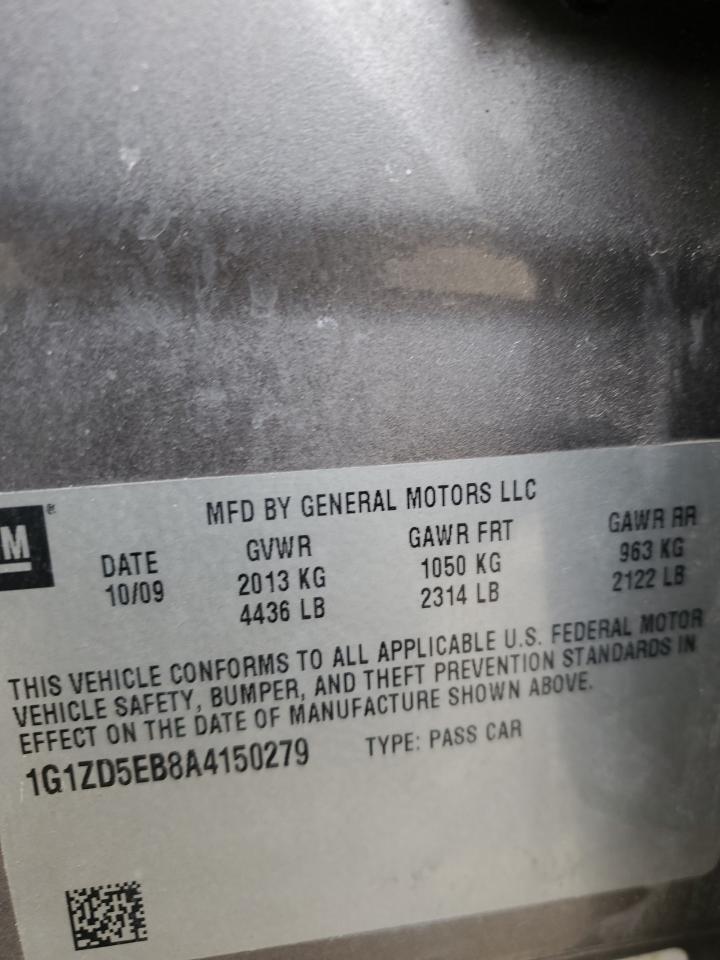 M ®
MFD BY GENERAL MOTORS LLC
DATE GVWR GAWR FRT GAWR RR
10/09 2013 KG 1050 KG 963 KG
4436 LB 2314 LB 2122 LB
THIS VEHICLE CONFORMS TO ALL APPLICABLE U.S. FEDERAL MOTOR
VEHICLE SAFETY, BUMPER, AND THEFT PREVENTION STANDARDS IN
EFFECT ON THE DATE OF MANUFACTURE SHOWN ABOVE.
1G1ZD5EB8A4150279 TYPE: PASS CAR